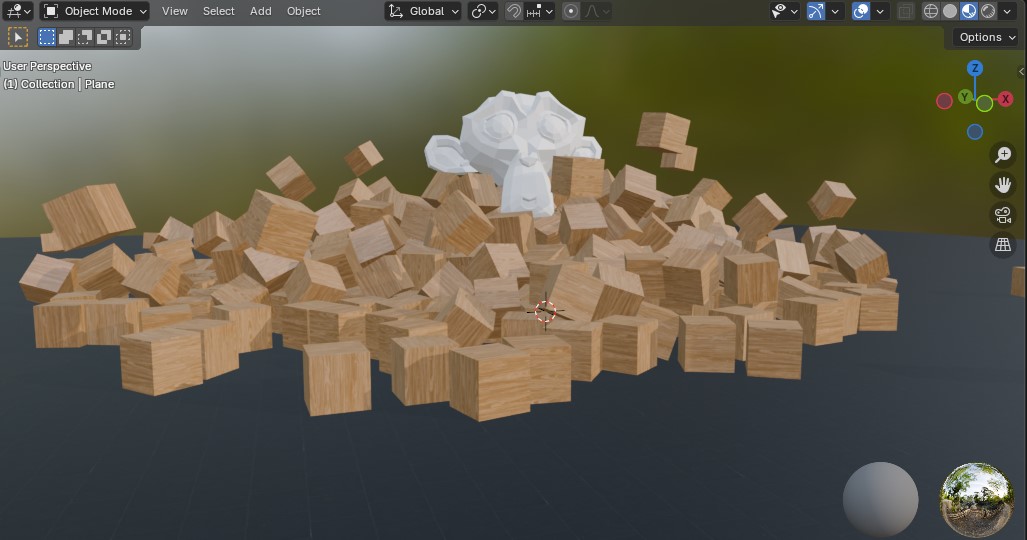 Object Mode View Select Add Object Global
Options
User Perspective
(1) Collection | Plane
Z
Y
X